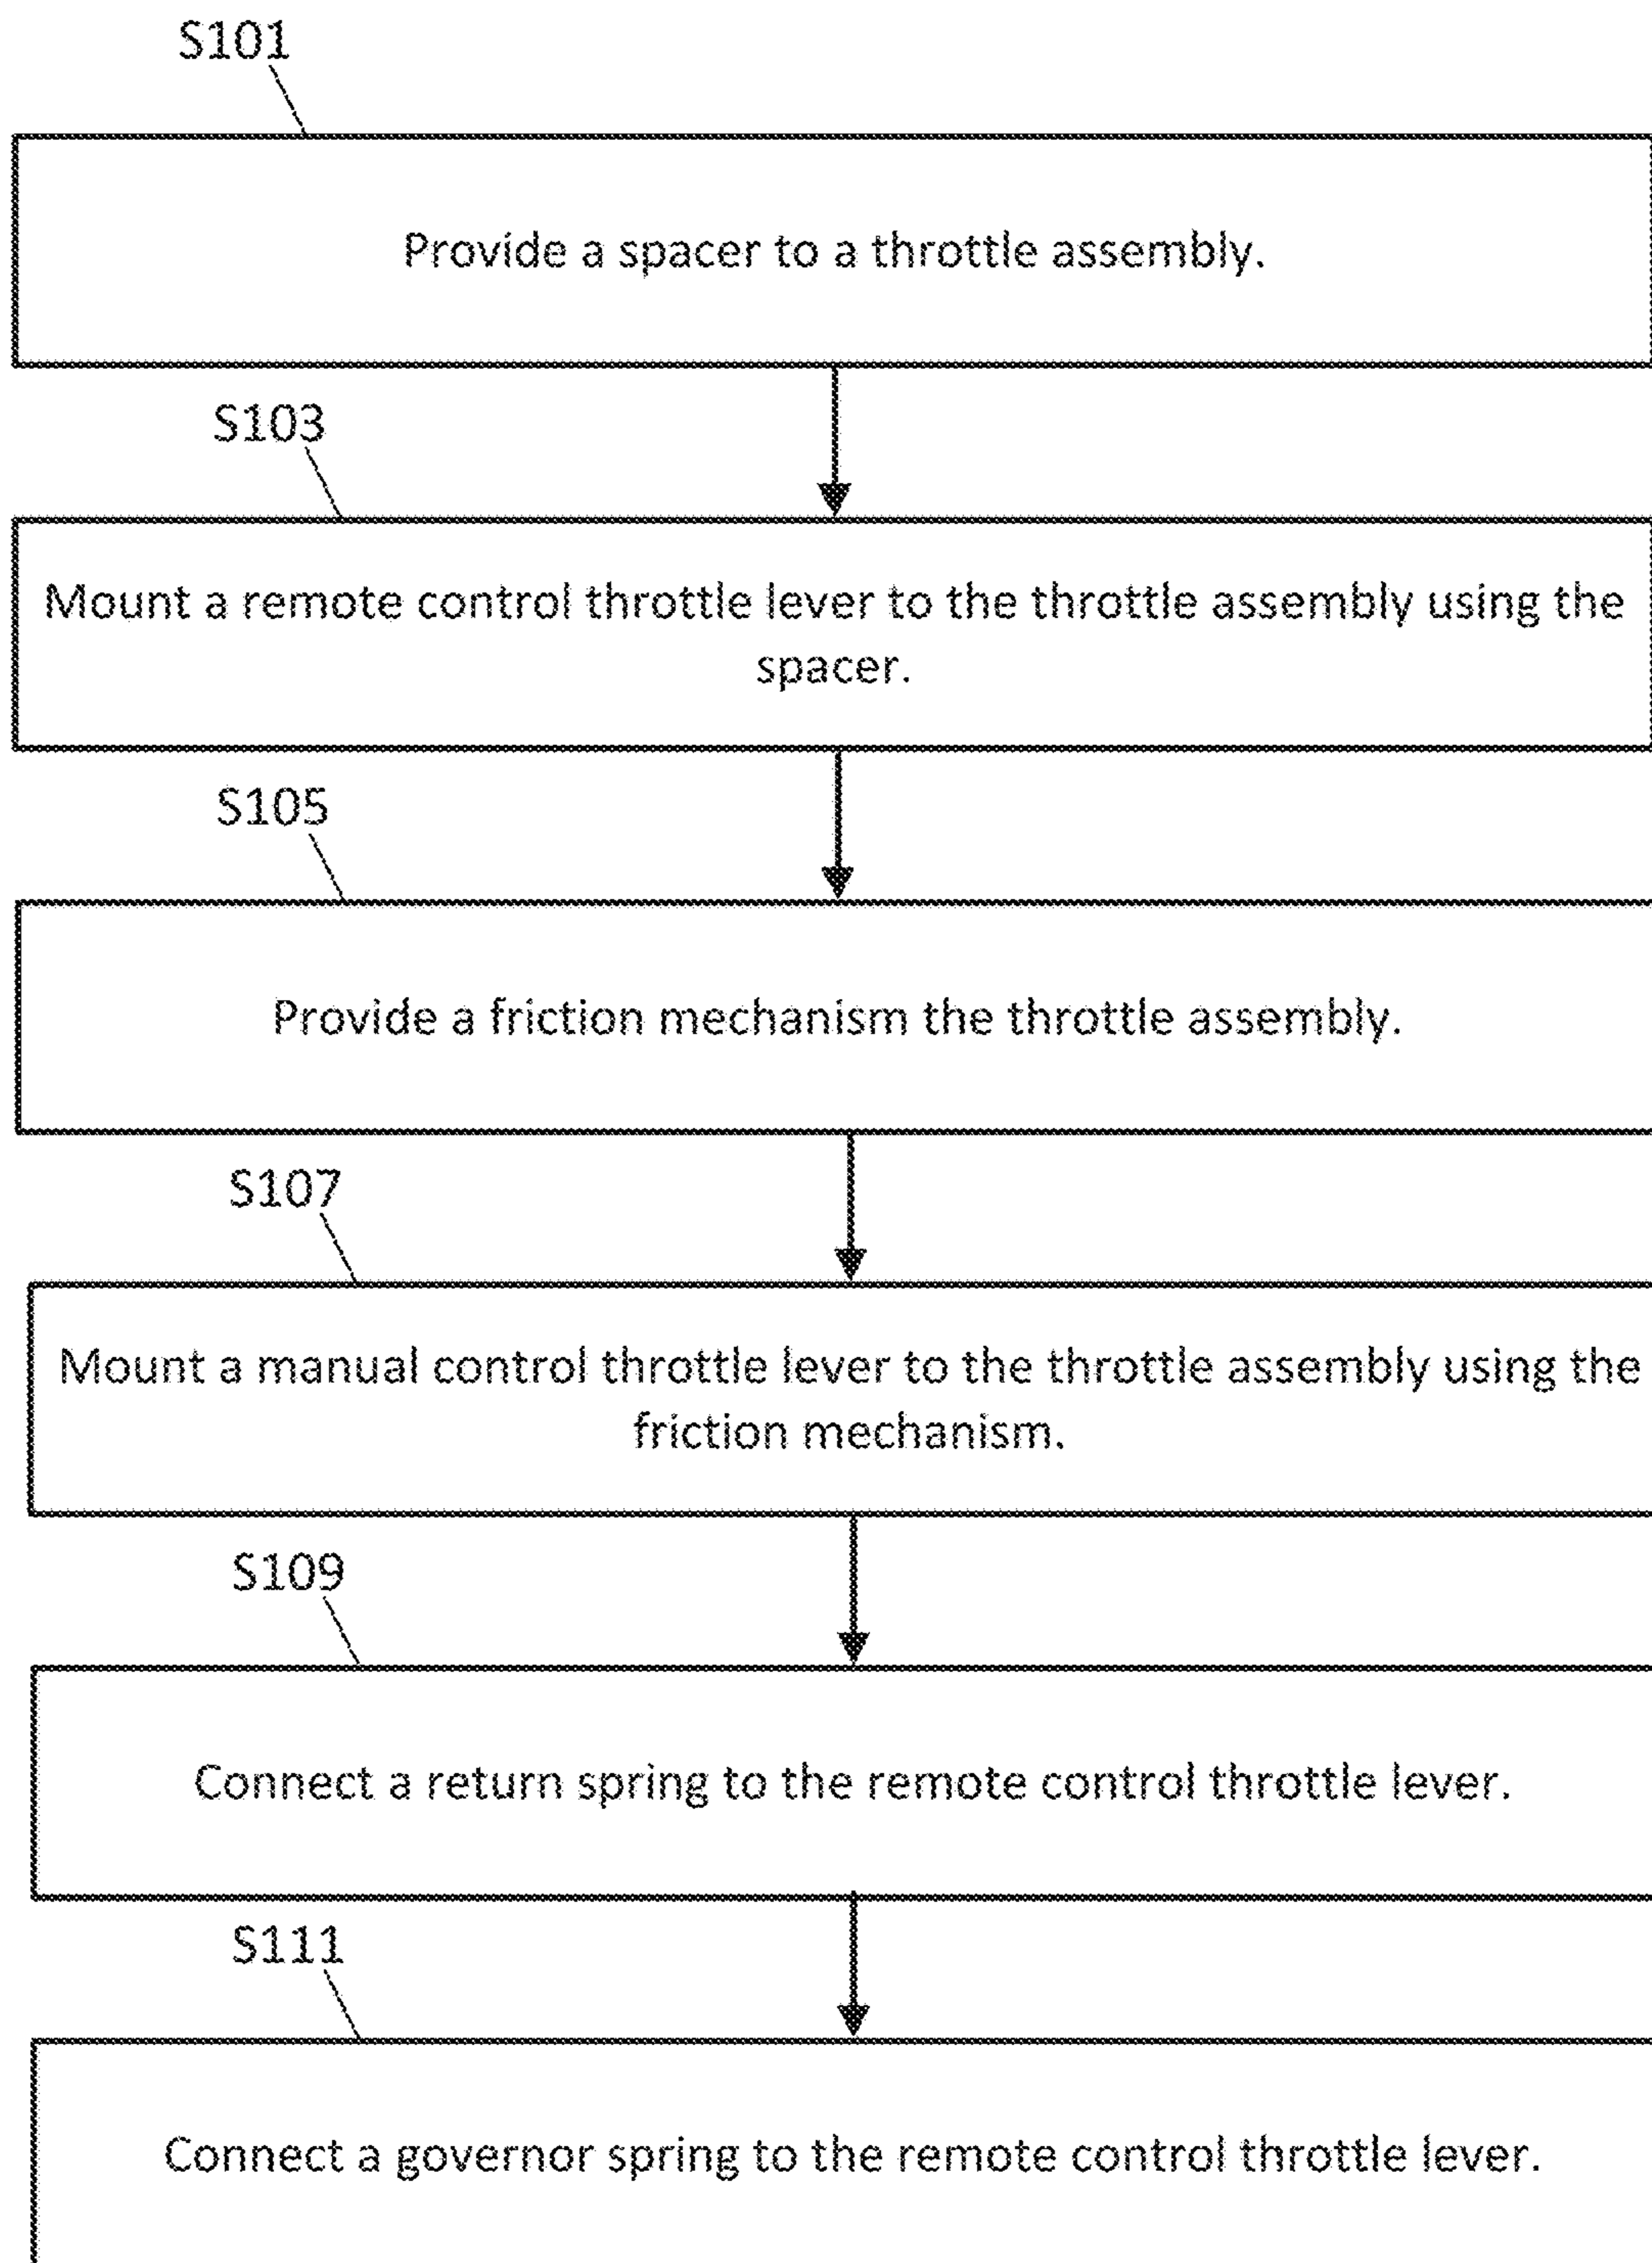 S101
Provide a spacer to a throttle assembly.
S103
Mount a remote control throttle lever to the throttle assembly using the
spacer.
S105
Provide a friction mechanism the throttle assembly.
S107
Mount a manual control throttle lever to the throttle assembly using the
friction mechanism.
S109
Connect a return spring to the remote control throttle lever.
S111
Connect a governor spring to the remote control throttle lever.